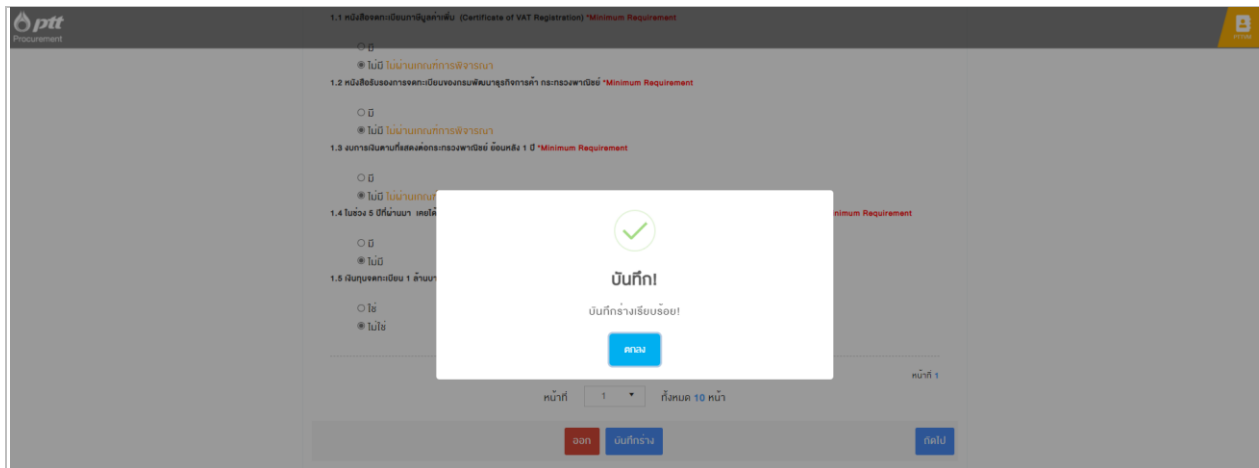 ptt
Procurement
1.1 หนังสือจดทะเบียนภาษีมูลค่าเพิ่ม (Certificate of VAT Registration) *Minimum Requirement
มี
ไม่มี ไม่ผ่านเกณฑ์การพิจารณา
1.2 หนังสือรับรองการจดทะเบียนของกรมพัฒนาธุรกิจการค้า กระทรวงพาณิชย์ *Minimum Requirement
มี
ไม่มี ไม่ผ่านเกณฑ์การพิจารณา
1.3 งบการเงินตามที่แสดงต่อกระทรวงพาณิชย์ ย้อนหลัง 1 ปี *Minimum Requirement
มี
ไม่มี ไม่ผ่านเกณ
1.4 ในช่วง 5 ปีที่ผ่านมา เคยได้ nimum Requirement
มี
ไม่มี
1.5 เงินทุนจดทะเบียน 1 ล้านบา
ใช่
ไม่ใช่
บันทึก!
บันทึกร่างเรียบร้อย!
ตกลง
หน้าที่ 1
หน้าที่ 1 ทั้งหมด 10 หน้า
ออก บันทึกร่าง ถัดไป